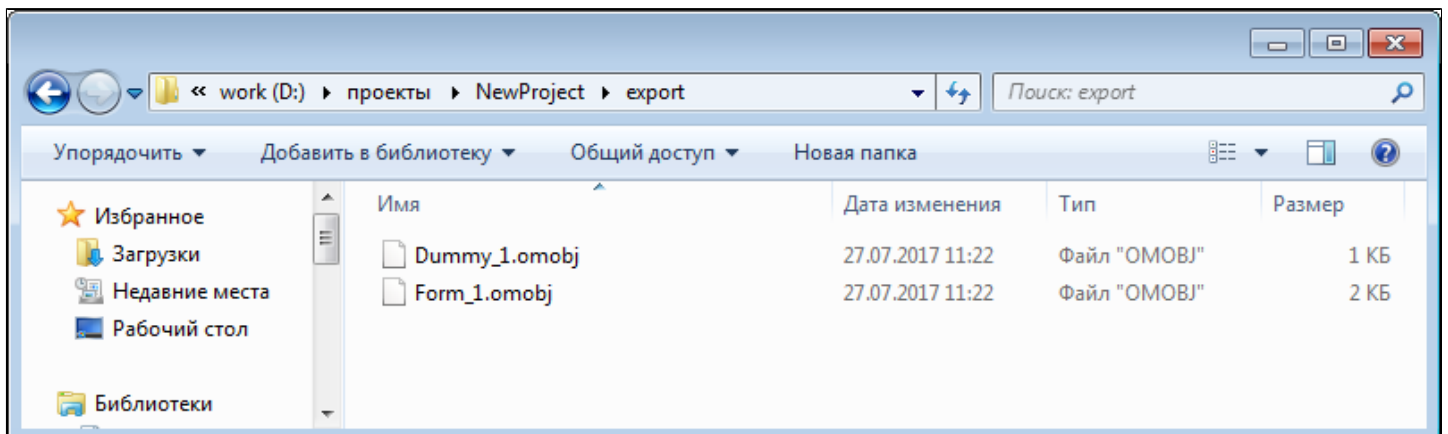 « work (D:) ▸ проекты ▸ NewProject ▸ export
Поиск: export
Упорядочить ▾ Добавить в библиотеку ▾ Общий доступ ▾ Новая папка
Избранное
Загрузки
Недавние места
Рабочий стол
Библиотеки
Имя Дата изменения Тип Размер
Dummy_1.omobj 27.07.2017 11:22 Файл "OMOBJ" 1 КБ
Form_1.omobj 27.07.2017 11:22 Файл "OMOBJ" 2 КБ